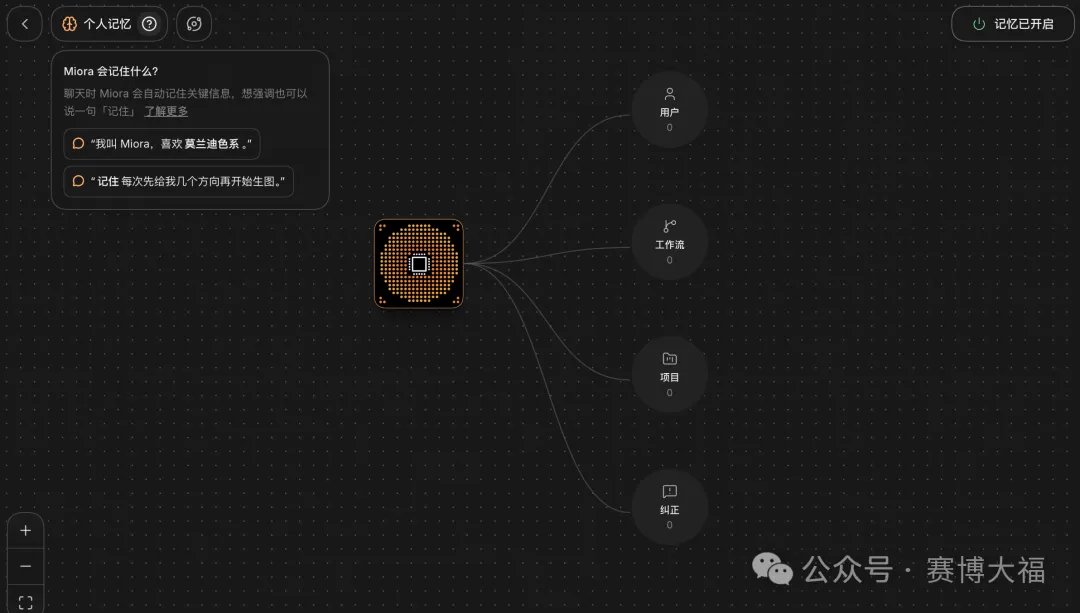 个人记忆
记忆已开启
Miora 会记住什么?
聊天时 Miora 会自动记住关键信息，想强调也可以
说一句「记住」 了解更多
“我叫 Miora，喜欢 莫兰迪色系 。”
“ 记住 每次先给我几个方向再开始生图。”
用户
0
工作流
0
项目
0
纠正
0
公众号 · 赛博大福